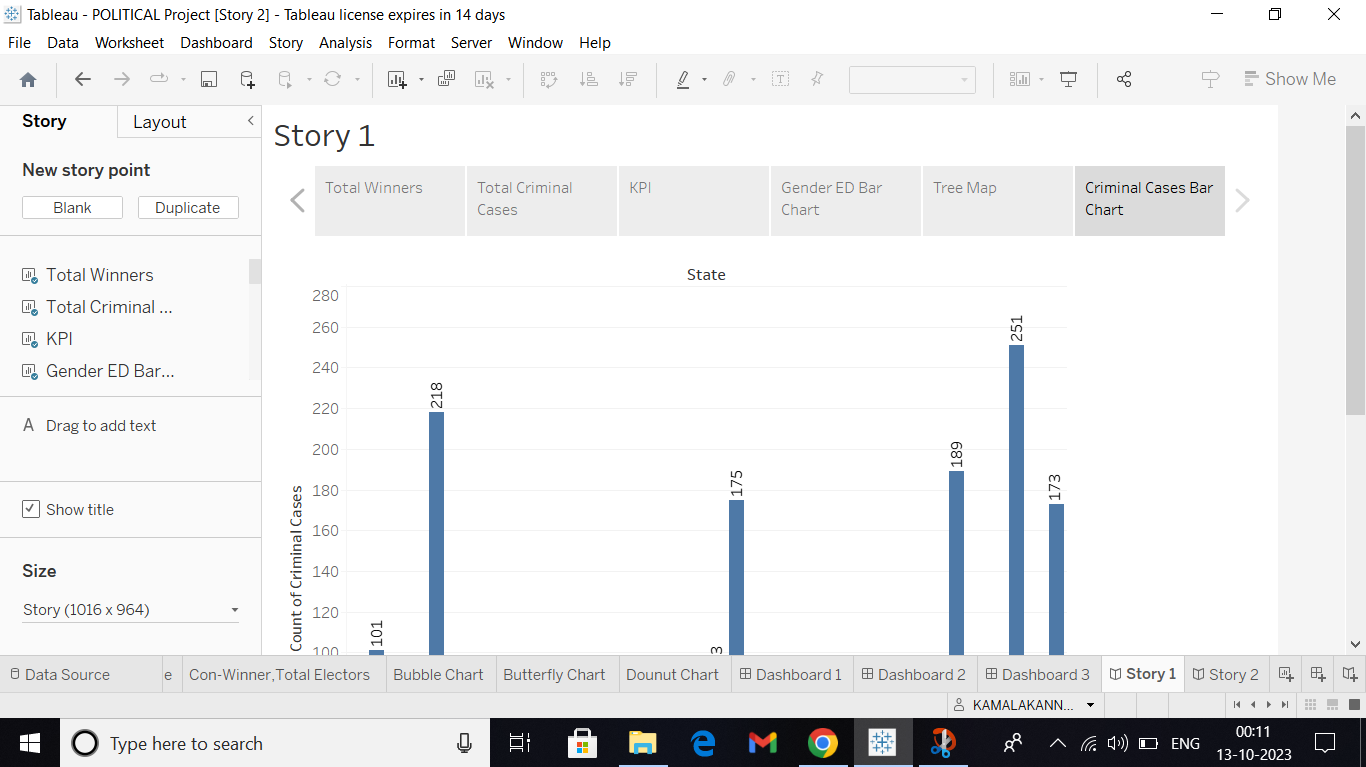 Tableau - POLITICAL Project [Story 2] - Tableau license expires in 14 days
File Data Worksheet Dashboard Story Analysis Format Server Window Help
Show Me
Story Layout
New story point
Blank Duplicate
Total Winners
Total Criminal ...
KPI
Gender ED Bar...
A Drag to add text
Show title
Size
Story (1016 x 964)
Story 1
Total Winners
Total Criminal
Cases
KPI
Gender ED Bar
Chart
Tree Map
Criminal Cases Bar
Chart
State
280
260
240
220
200
180
160
140
120
100
Count of Criminal Cases
101
218
3
175
189
251
173
Data Source e Con-Winner,Total Electors Bubble Chart Butterfly Chart Dounut Chart Dashboard 1 Dashboard 2 Dashboard 3 Story 1 Story 2
KAMALAKANN...
Type here to search
ENG
00:11
13-10-2023